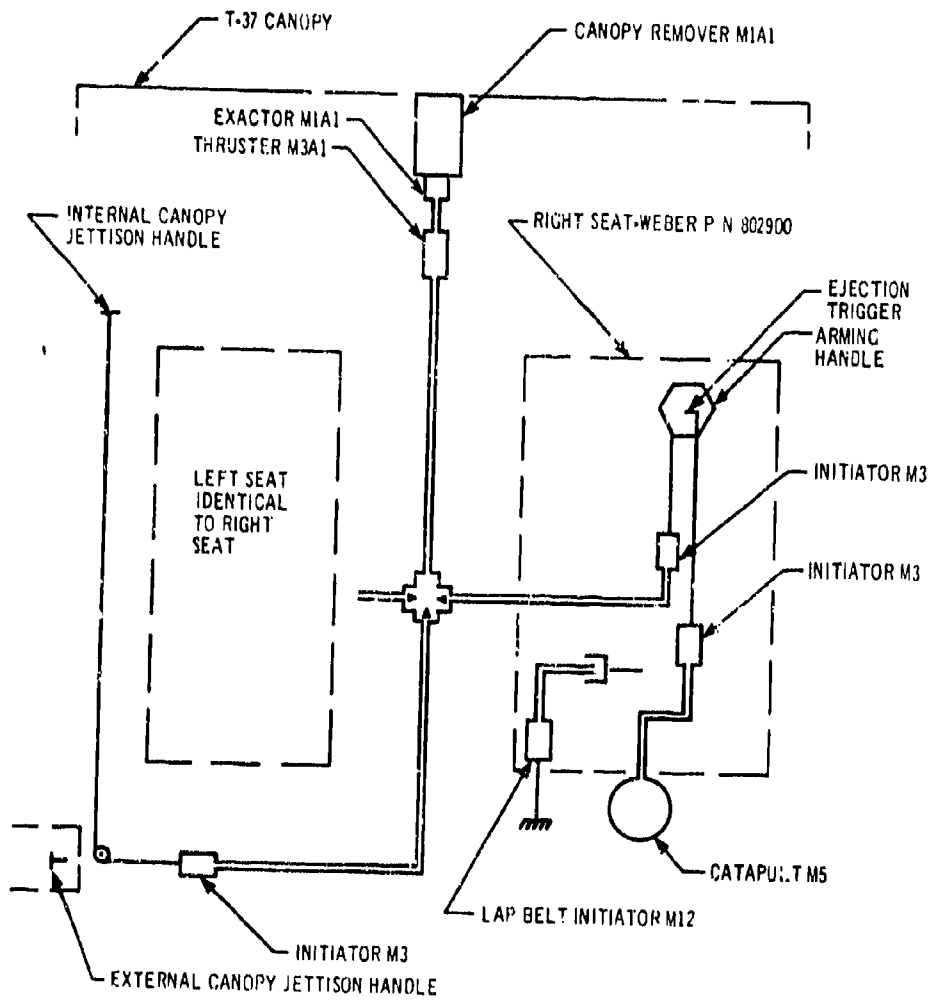 T-37 CANOPY
CANOPY REMOVER M1A1
EXACTOR M1A1
THRUSTER M3A1
INTERNAL CANOPY
JETTISON HANDLE
RIGHT SEAT-WEBER P N 802900
EJECTION
TRIGGER
ARMING
HANDLE
LEFT SEAT
IDENTICAL
TO RIGHT
SEAT
INITIATOR M3
INITIATOR M3
CATAPULT M5
LAP BELT INITIATOR M12
INITIATOR M3
EXTERNAL CANOPY JETTISON HANDLE